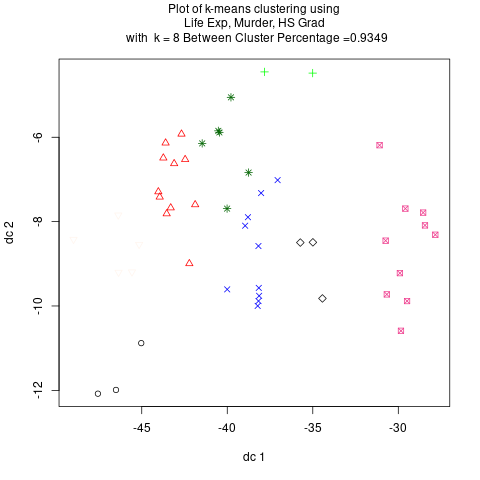 Plot of k-means clustering using
Life Exp, Murder, HS Grad
with  k = 8 Between Cluster Percentage =0.9349
-6
-8
-10
-12
dc 2
-45
-40
-35
-30
dc 1